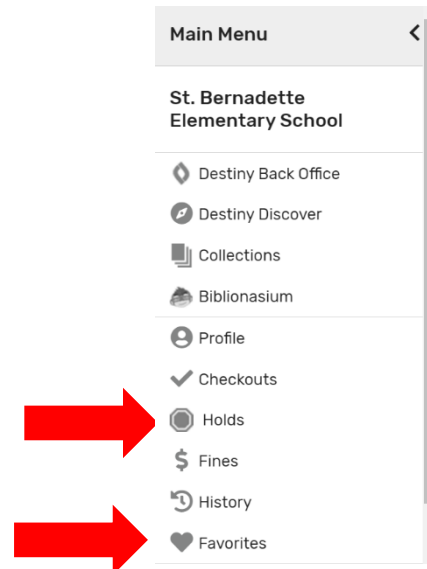 Main Menu
St. Bernadette
Elementary School
Destiny Back Office
Destiny Discover
Collections
Biblionasium
Profile
Checkouts
Holds
Fines
History
Favorites